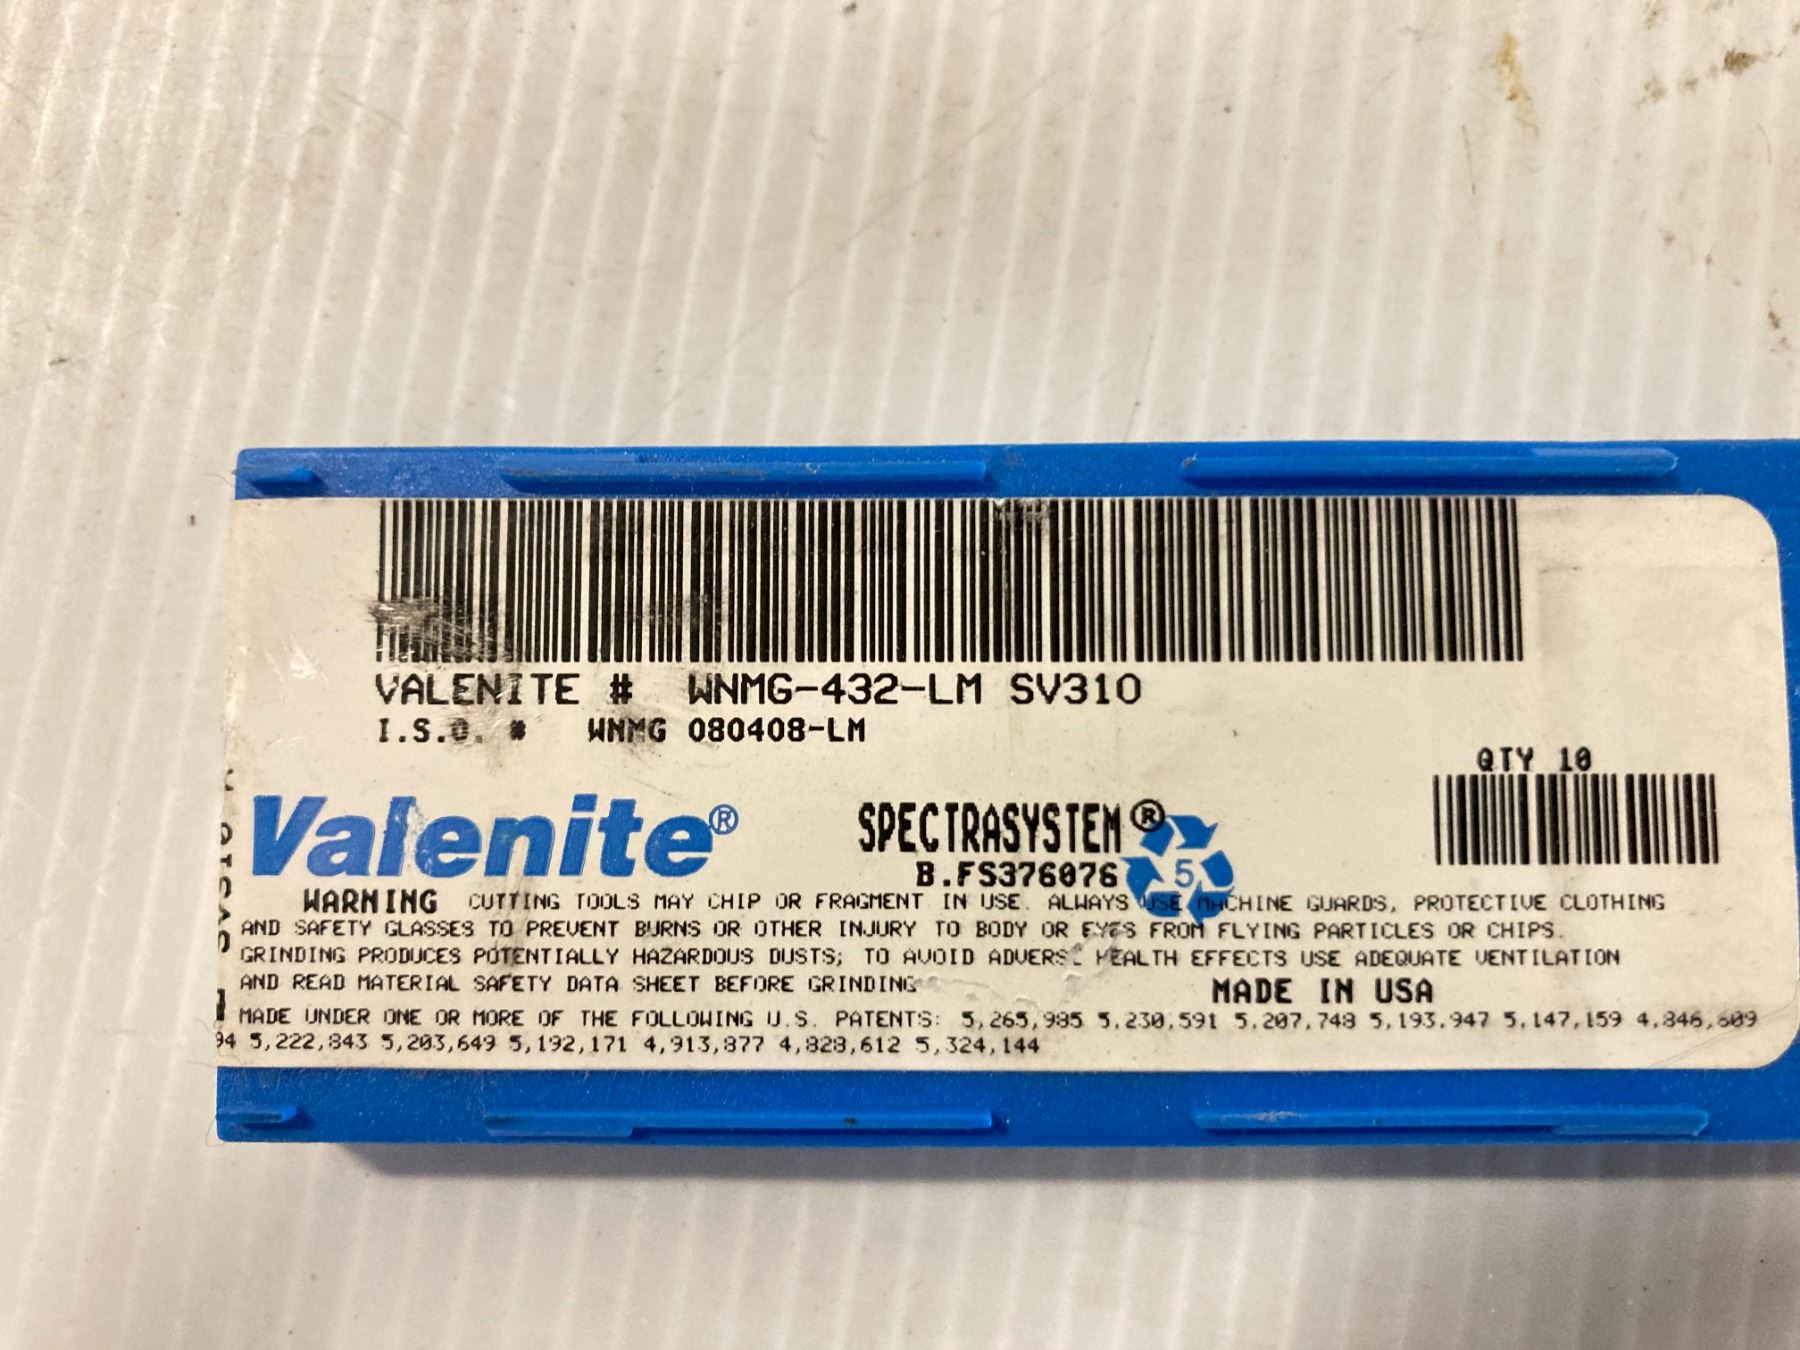 VALENITE # WNMG-432-LM SV310
I.S.O. # WNMG 080408-LM
QTY 10
Valenite®
SPECTRASYSTEM®
B.FS376076
5
WARNING CUTTING TOOLS MAY CHIP OR FRAGMENT IN USE. ALWAYS USE MACHINE GUARDS, PROTECTIVE CLOTHING
AND SAFETY GLASSES TO PREVENT BURNS OR OTHER INJURY TO BODY OR EYES FROM FLYING PARTICLES OR CHIPS.
GRINDING PRODUCES POTENTIALLY HAZARDOUS DUSTS; TO AVOID ADVERSE HEALTH EFFECTS USE ADEQUATE VENTILATION
AND READ MATERIAL SAFETY DATA SHEET BEFORE GRINDING
MADE IN USA
MADE UNDER ONE OR MORE OF THE FOLLOWING U.S. PATENTS: 5,265,985 5,230,591 5,207,748 5,193,947 5,147,159 4,846,609
94 5,222,843 5,203,649 5,192,171 4,913,877 4,828,612 5,324,144